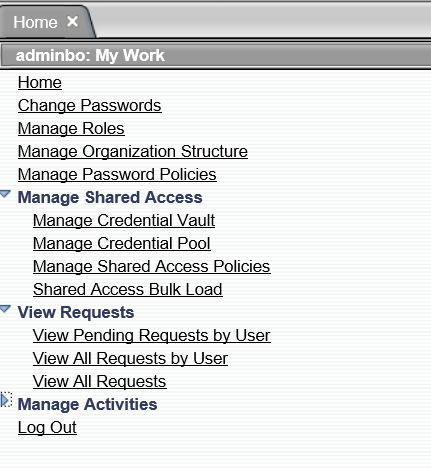 Home ×
adminbo: My Work
Home
Change Passwords
Manage Roles
Manage Organization Structure
Manage Password Policies
Manage Shared Access
Manage Credential Vault
Manage Credential Pool
Manage Shared Access Policies
Shared Access Bulk Load
View Requests
View Pending Requests by User
View All Requests by User
View All Requests
Manage Activities
Log Out